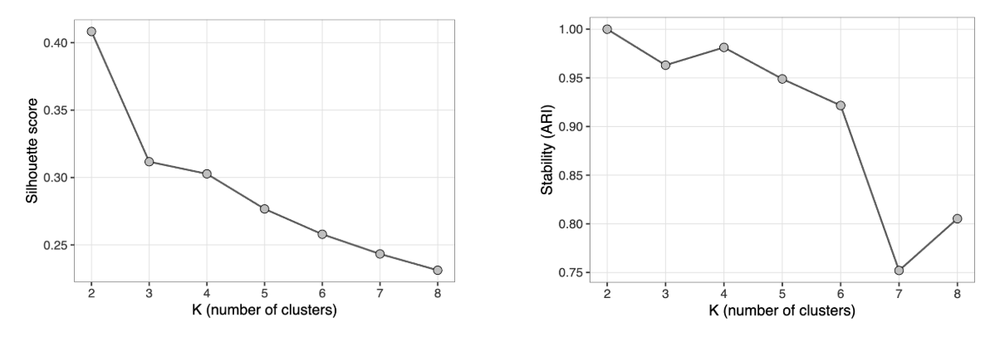 Silhouette score
0.40
0.35
0.30
0.25
2 3 4 5 6 7 8
K (number of clusters)
Stability (ARI)
1.00
0.95
0.90
0.85
0.80
0.75
2 3 4 5 6 7 8
K (number of clusters)